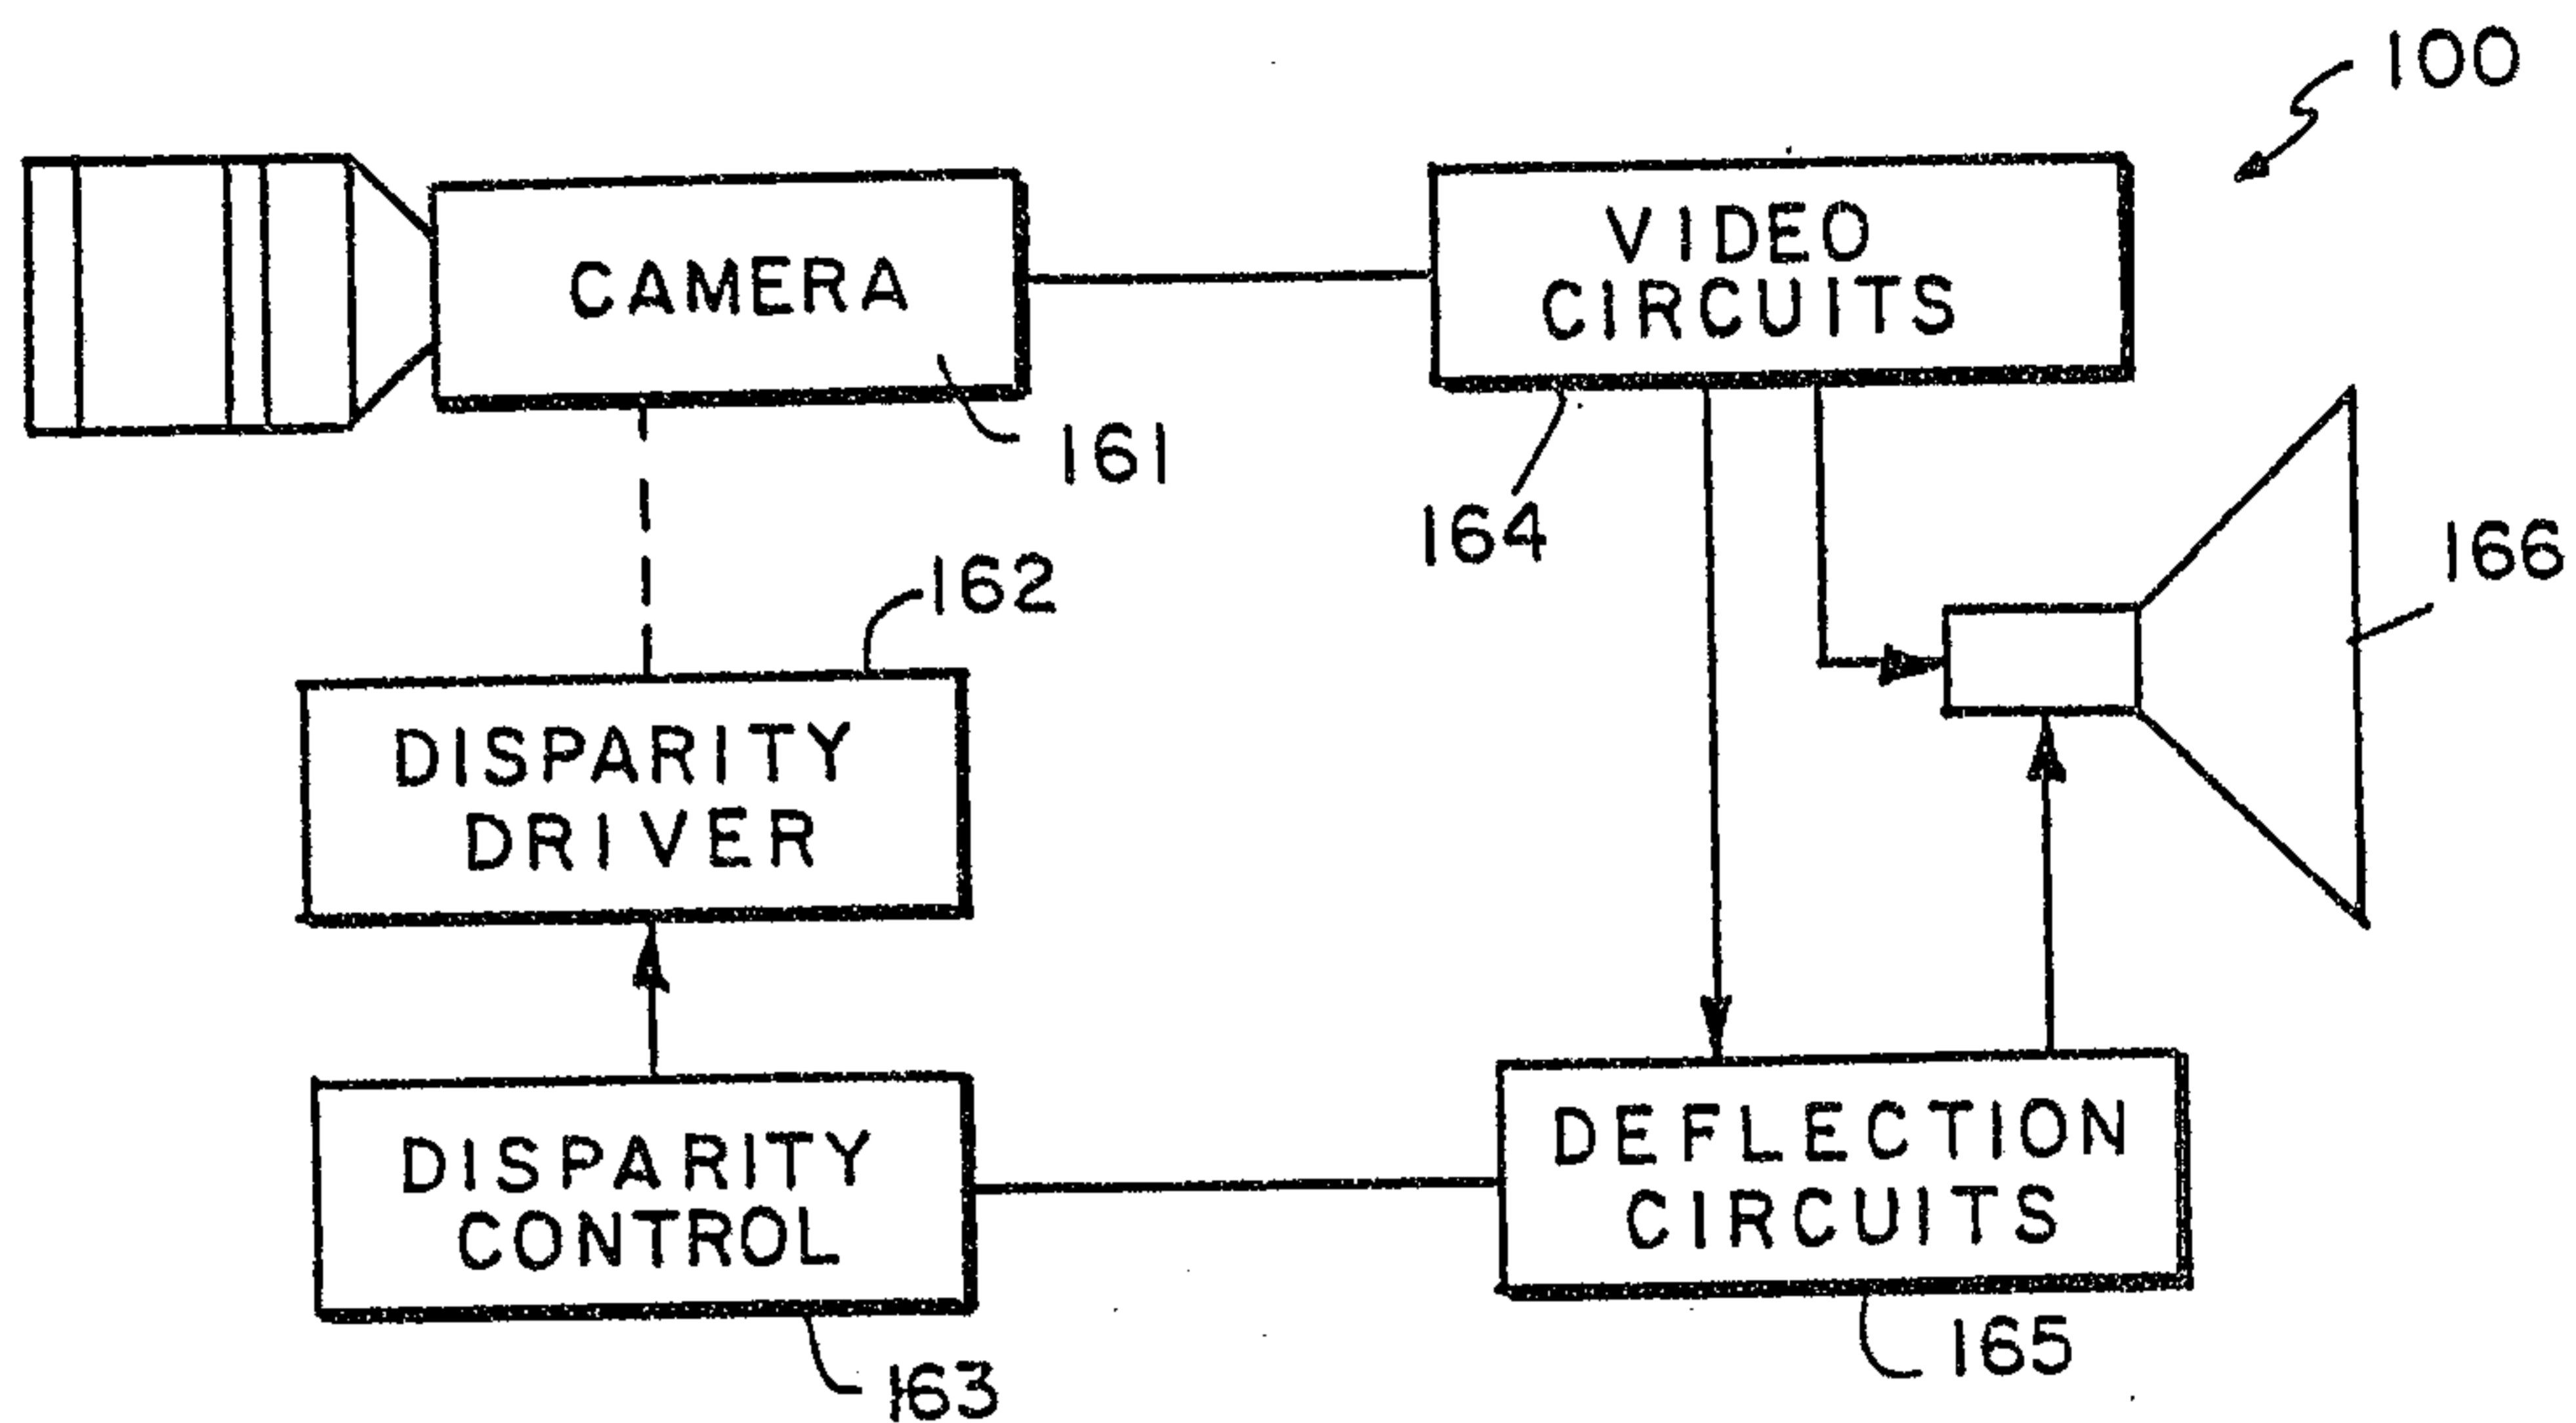 100
CAMERA
161
VIDEO
CIRCUITS
164
166
162
DISPARITY
DRIVER
DISPARITY
CONTROL
163
DEFLECTION
CIRCUITS
165